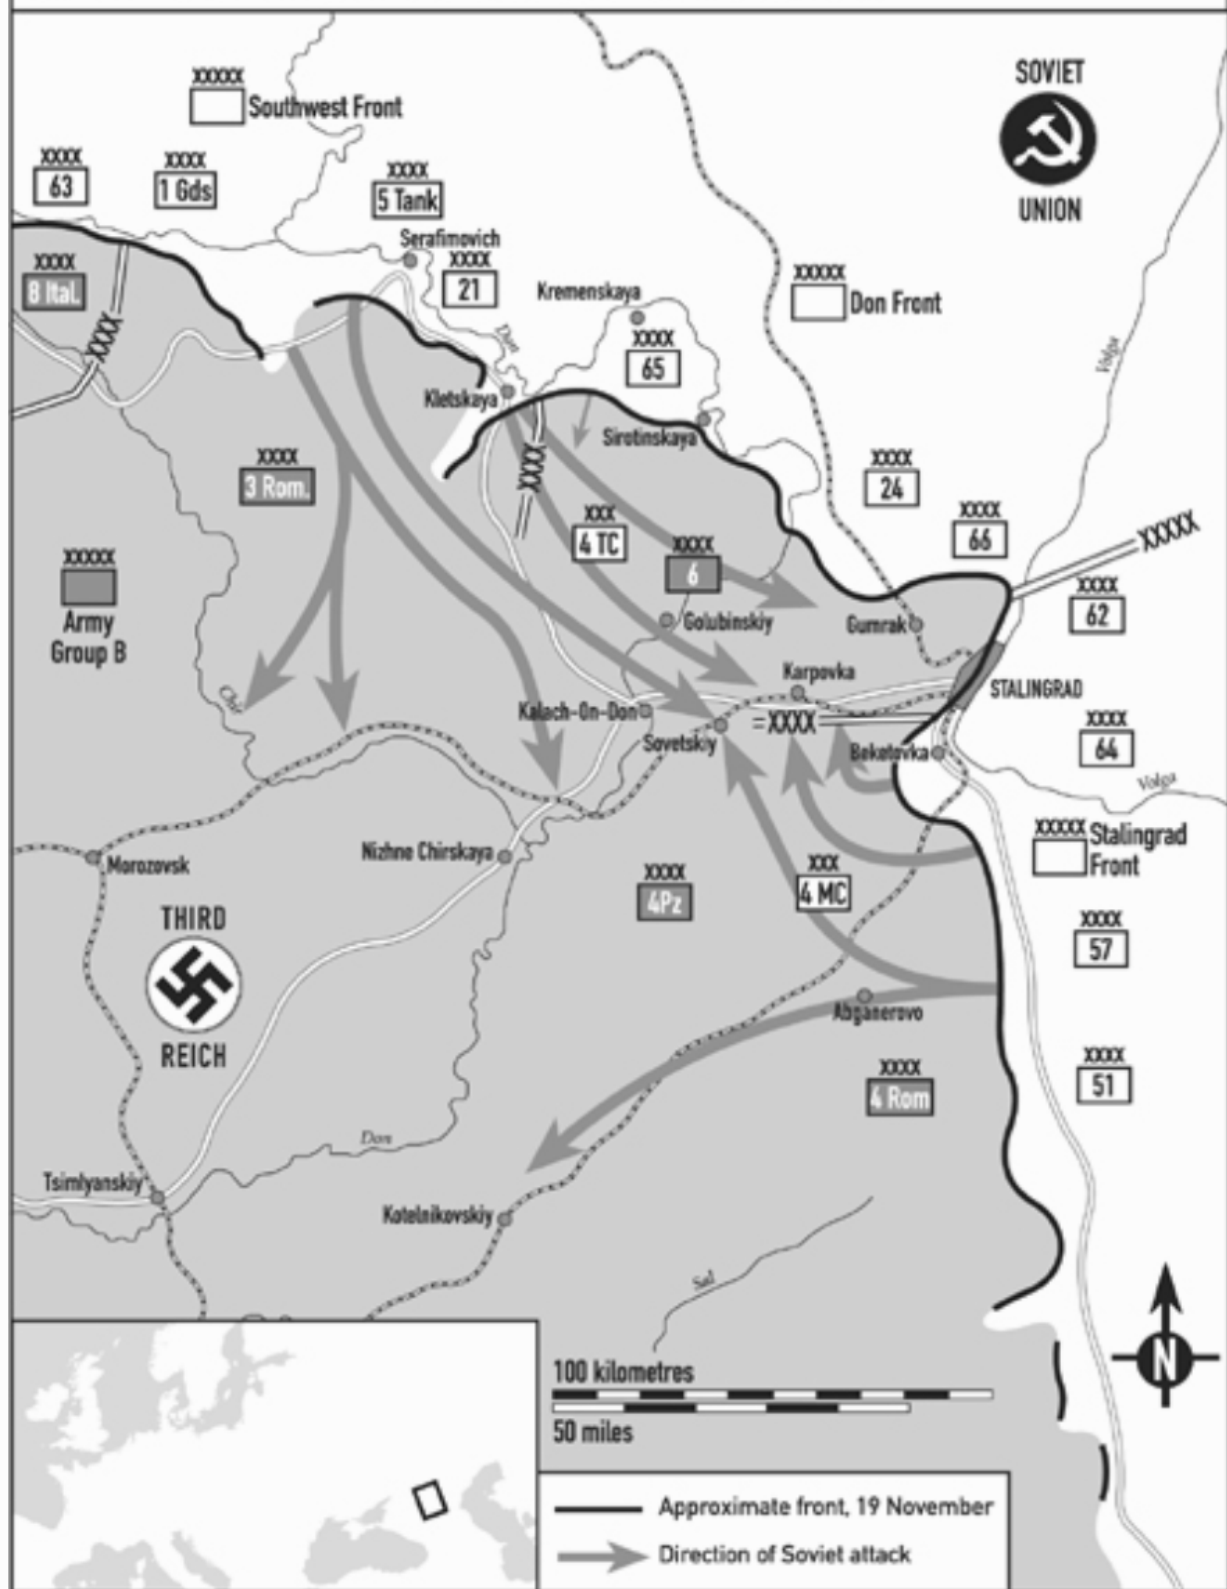 XXXXX
Southwest Front
SOVIET
UNION
XXXX
63
XXXX
1 Gds
XXXX
5 Tank
Serafimovich
XXXX
8 Ital.
XXXX
21
Kremenskaya
XXXXX
Don Front
XXXX
Don
XXXX
65
Volga
Kletskaya
Sirotinskaya
XXXX
3 Rom.
XXXX
XXXX
24
XXX
4 TC
XXXX
66
XXXXX
XXXXX
Army
Group B
XXXX
6
XXXX
62
Golubinskiy
Gumrak
Karpovka
STALINGRAD
Chir
Kalach-On-Don
=XXXX
Sovetskiy
Beketovka
XXXX
64
Volga
XXXXX
Stalingrad
Front
Nizhne Chirskaya
Morozovsk
XXXX
4Pz
XXX
4 MC
THIRD
REICH
XXXX
57
Abganerovo
XXXX
4 Rom
XXXX
51
Don
Tsimlyanskiy
Kotelnikovskiy
Sal
N
100 kilometres
50 miles
Approximate front, 19 November
Direction of Soviet attack